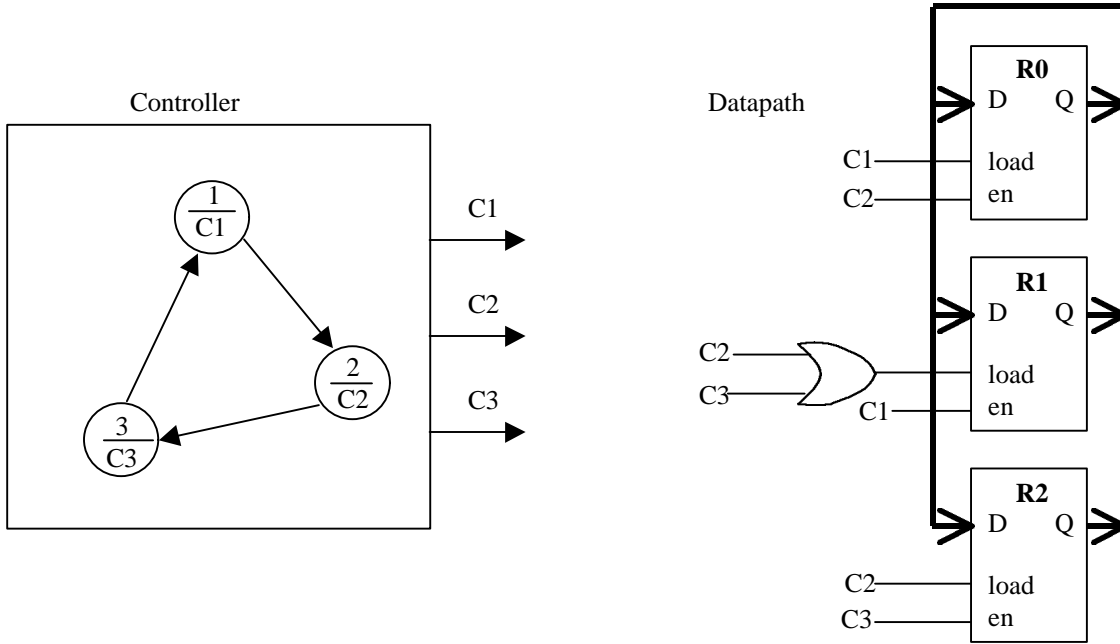 Controller
1
C1
2
C2
3
C3
C1
C2
C3
Datapath
R0
D Q
C1 load
C2 en
R1
D Q
C2
C3
load
C1 en
R2
D Q
C2 load
C3 en